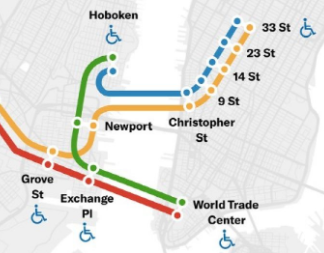 Hoboken
33 St
23 St
14 St
9 St
Newport
Christopher
St
Grove
St
Exchange
Pl
World Trade
Center